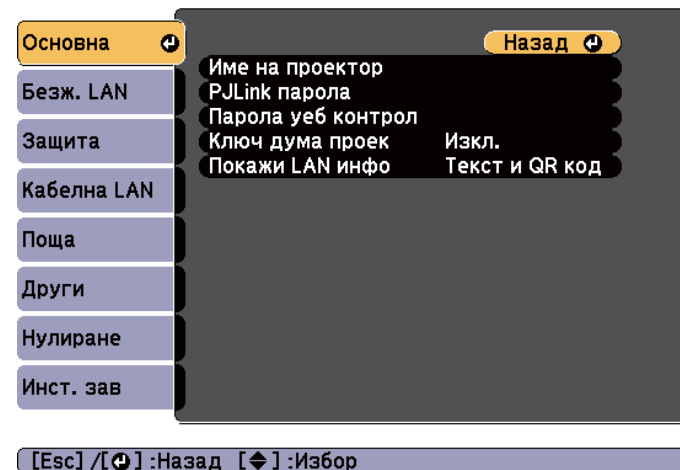 Основна
Безж. LAN
Защита
Кабелна LAN
Поща
Други
Нулиране
Инст. зав
Назад
Име на проектор
PJLink парола
Парола уеб контрол
Ключ дума проек Изкл.
Покажи LAN инфо Текст и QR код
[Esc] /[ ] :Назад [ ] :Избор